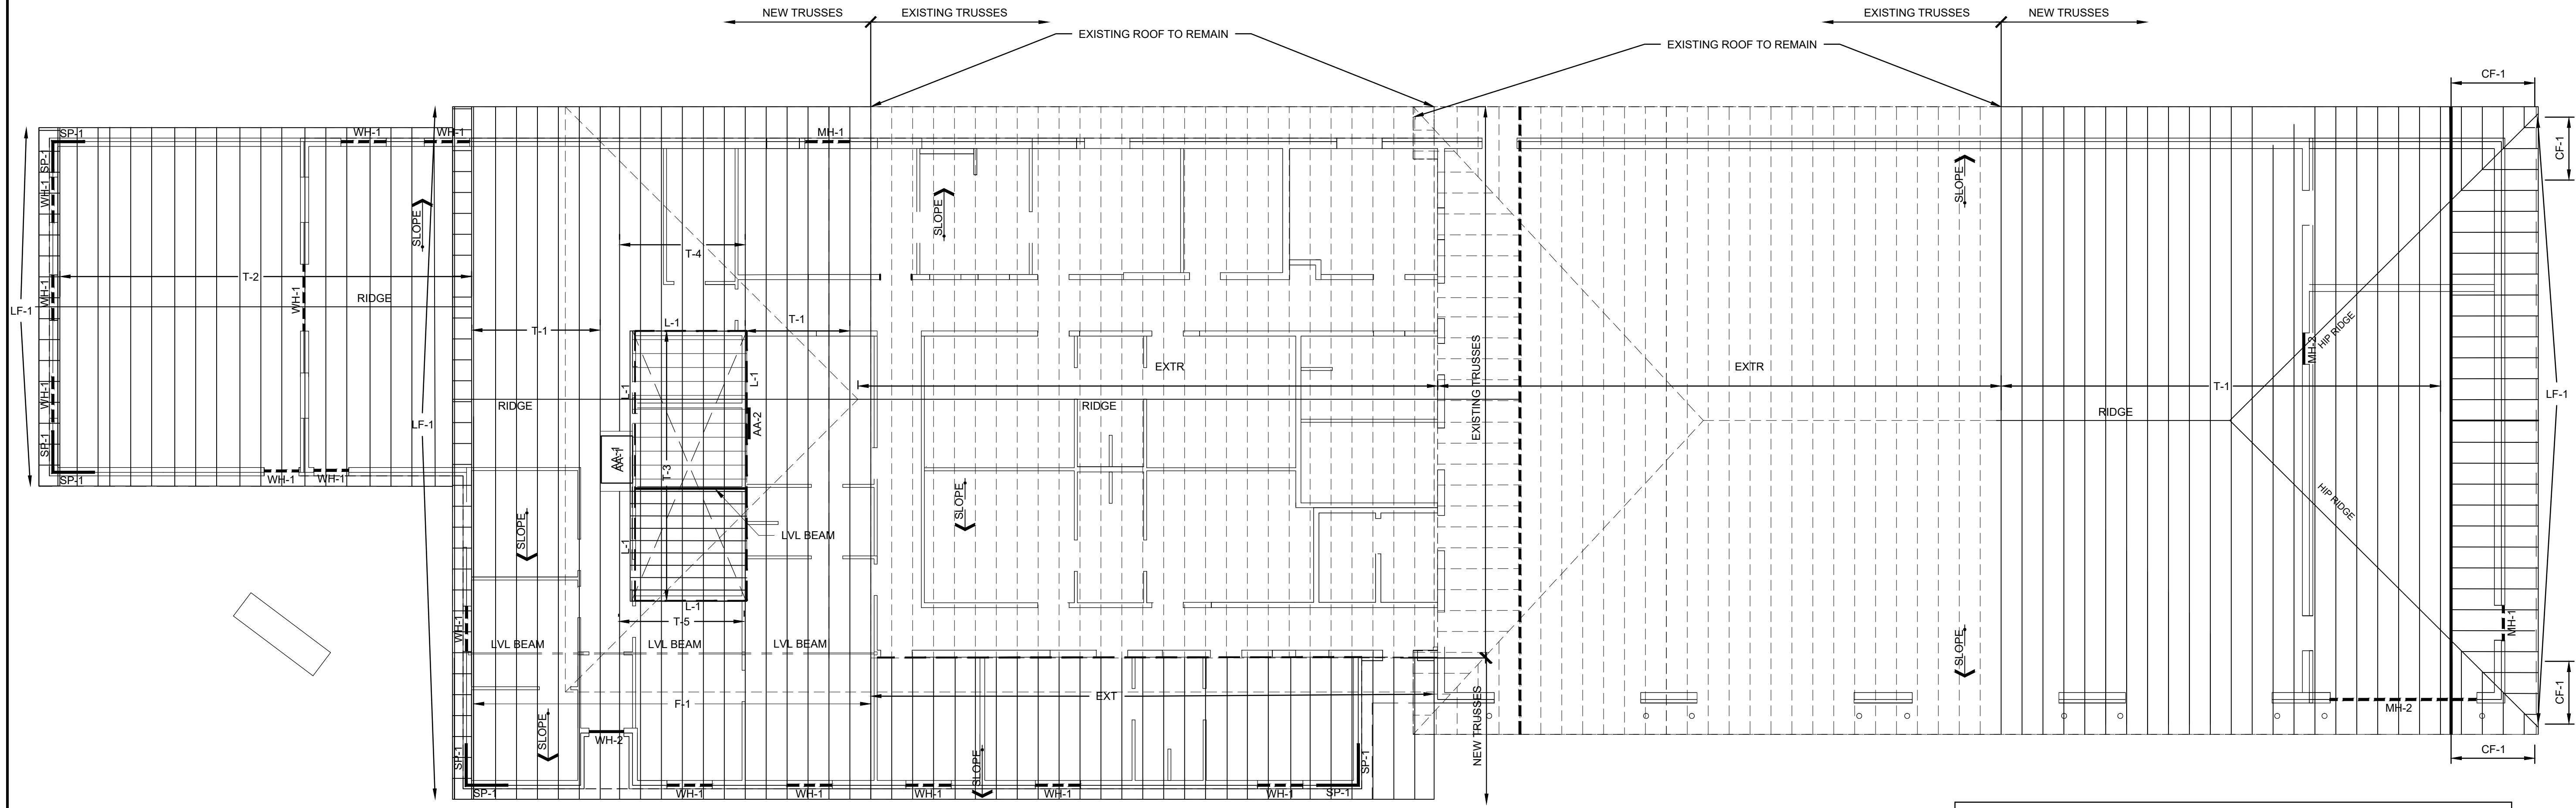 NEW TRUSSES
EXISTING TRUSSES
EXISTING TRUSSES
NEW TRUSSES
EXISTING ROOF TO REMAIN
EXISTING ROOF TO REMAIN
CF-1
SP-1
WH-1
WH-1
MH-1
CF-1
SP-1
WH-1
SLOPE
SLOPE
SLOPE
T-4
T-2
WH-1
WH-1
RIDGE
LF-1
T-1
L-1
T-1
HIP RIDGE
MH-2
EXISTING TRUSSES
EXTR
EXTR
T-1
L-1
L-1
WH-1
RIDGE
RIDGE
RIDGE
LF-1
LF-1
AA-2
SP-1
AA-1
AA-1
T-3
SP-1
WH-1
WH-1
SLOPE
SLOPE
HIP RIDGE
LVL BEAM
L-1
L-1
T-5
WH-1
LVL BEAM
LVL BEAM
LVL BEAM
SLOPE
MH-1
EXT
F-1
NEW TRUSSES
CF-1
MH-2
SLOPE
WH-2
CF-1
SP-1
SP-1
SLOPE
SP-1
WH-1
WH-1
WH-1
WH-1
WH-1
SP-1